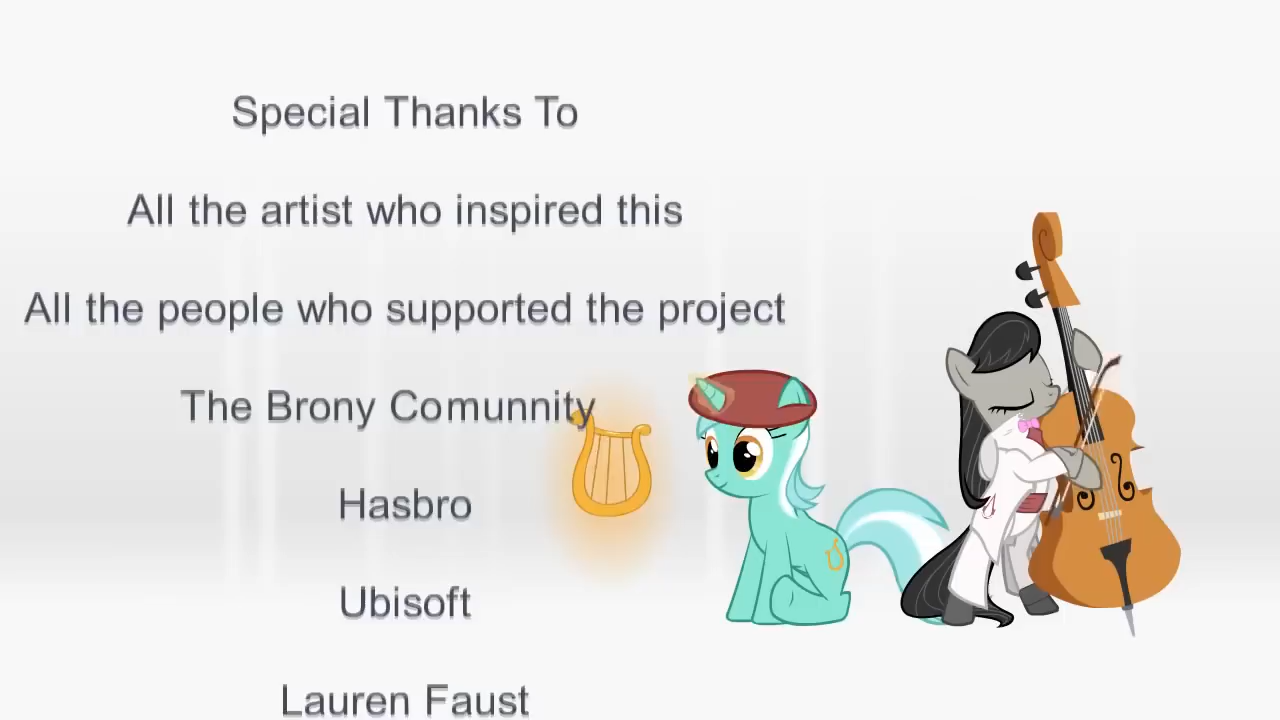 Special Thanks To
All the artist who inspired this
All the people who supported the project
The Brony Comunnity
Hasbro
Ubisoft
Lauren Faust